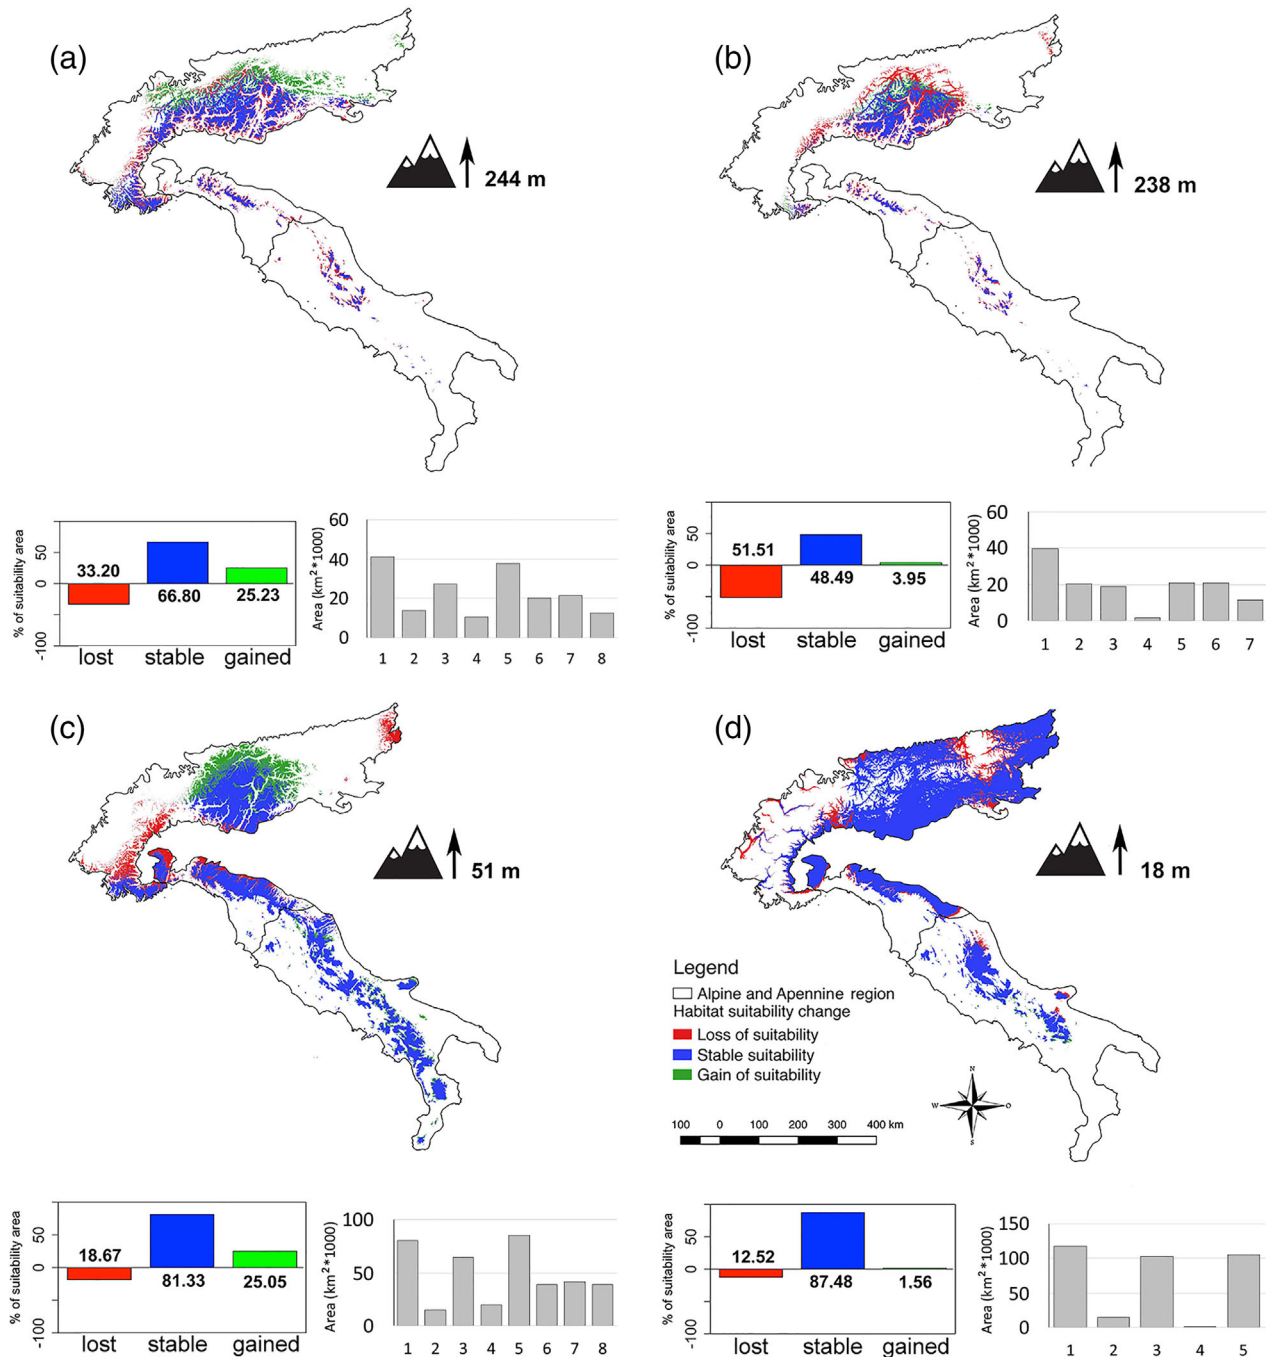 (a)
244 m
(b)
238 m
% of suitability area
50
0
-100
33.20
66.80
25.23
lost stable gained
Area (km²*1000)
60
40
20
0
1 2 3 4 5 6 7 8
% of suitability area
50
0
-100
51.51
48.49
3.95
lost stable gained
Area (km²*1000)
60
40
20
0
1 2 3 4 5 6 7
(c)
51 m
(d)
18 m
Legend
Alpine and Apennine region
Habitat suitability change
Loss of suitability
Stable suitability
Gain of suitability
N
W O
S
100 0 100 200 300 400 km
% of suitability area
50
0
-100
18.67
81.33
25.05
lost stable gained
Area (km²*1000)
100
50
0
1 2 3 4 5 6 7 8
% of suitability area
50
0
-100
12.52
87.48
1.56
lost stable gained
Area (km²*1000)
150
100
50
0
1 2 3 4 5